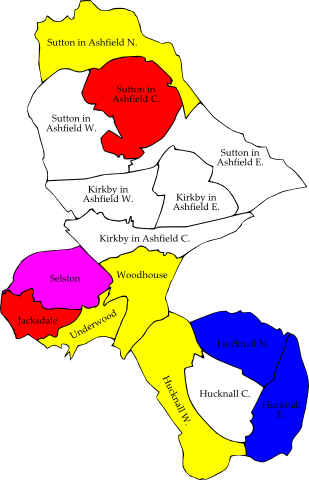 Sutton in Ashfield N.
Sutton in
Ashfield C.
Sutton in
Ashfield W.
Sutton in
Ashfield E.
Kirkby in
Ashfield W.
Kirkby in
Ashfield E.
Kirkby in Ashfield C.
Selston
Woodhouse
Jacksdale
Underwood
Hucknall N.
Hucknall C.
Hucknall W.
Hucknall
E.